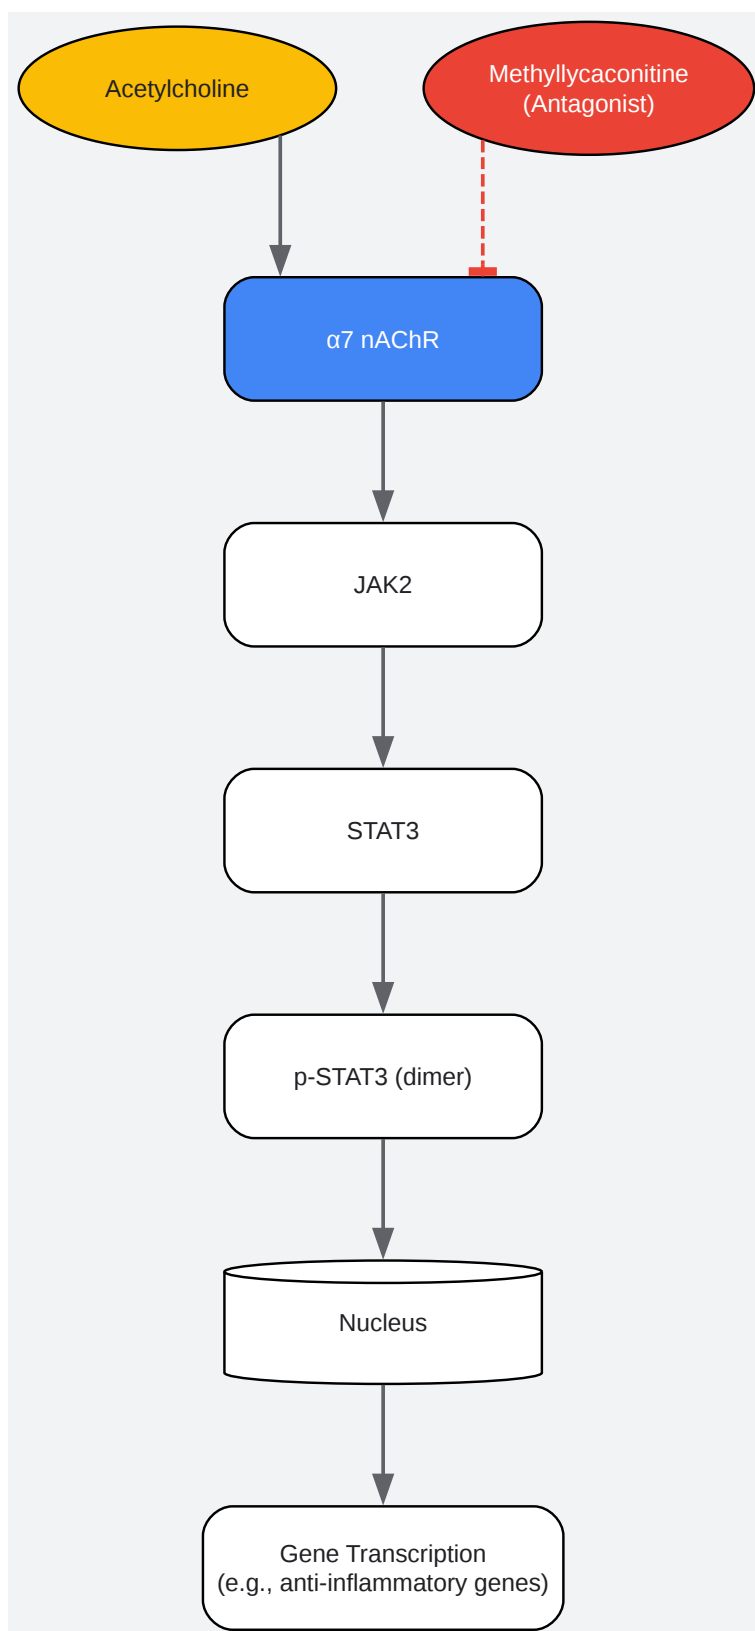 Acetylcholine
Methyllycaconitine
(Antagonist)
α7 nAChR
JAK2
STAT3
p-STAT3 (dimer)
Nucleus
Gene Transcription
(e.g., anti-inflammatory genes)